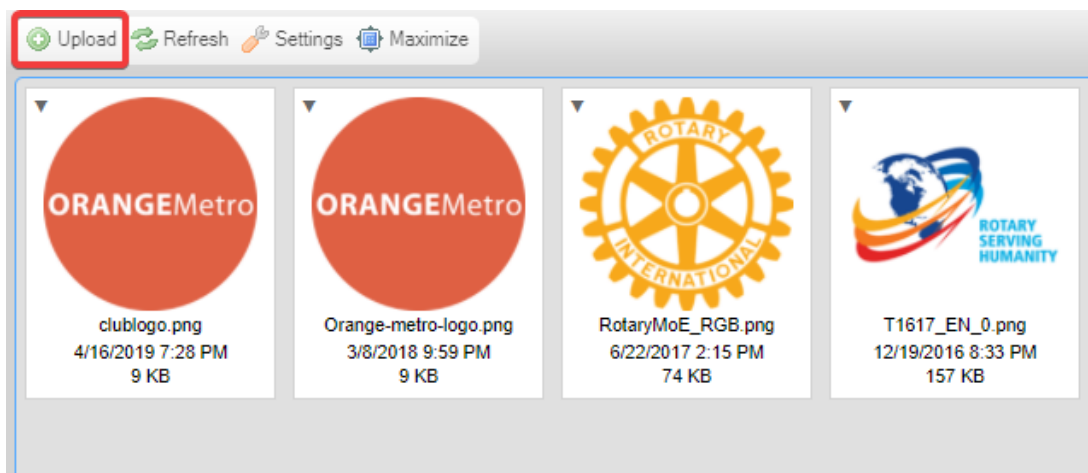 Upload Refresh Settings Maximize
ORANGEMetro
clublogo.png
4/16/2019 7:28 PM
9 KB
ORANGEMetro
Orange-metro-logo.png
3/8/2018 9:59 PM
9 KB
ROTARY
INTERNATIONAL
RotaryMoE_RGB.png
6/22/2017 2:15 PM
74 KB
ROTARY
SERVING
HUMANITY
T1617_EN_0.png
12/19/2016 8:33 PM
157 KB